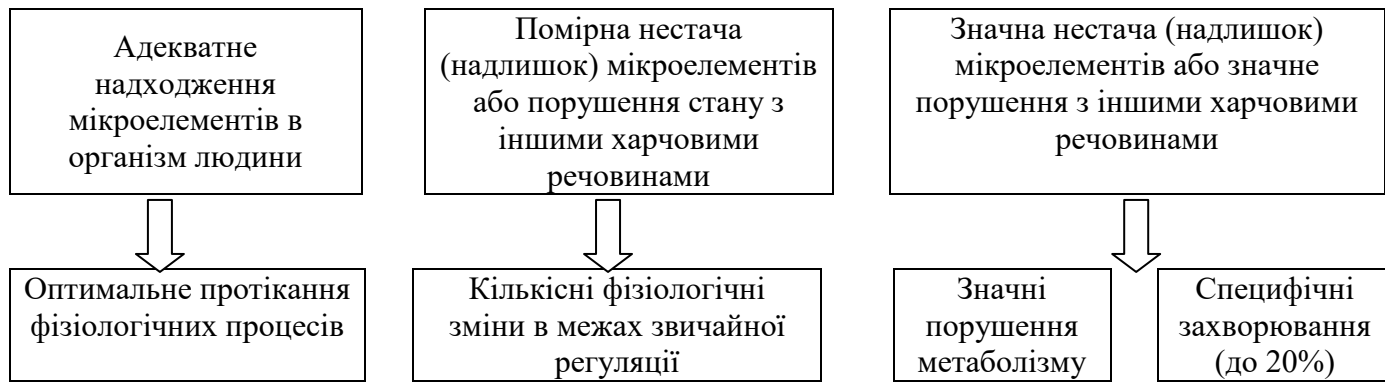 Адекватне
надходження
мікроелементів в
організм людини
Помірна нестача
(надлишок) мікроелементів
або порушення стану з
іншими харчовими
речовинами
Значна нестача (надлишок)
мікроелементів або значне
порушення з іншими харчовими
речовинами
Оптимальне протікання
фізіологічних процесів
Кількісні фізіологічні
зміни в межах звичайної
регуляції
Значні
порушення
метаболізму
Специфічні
захворювання
(до 20%)